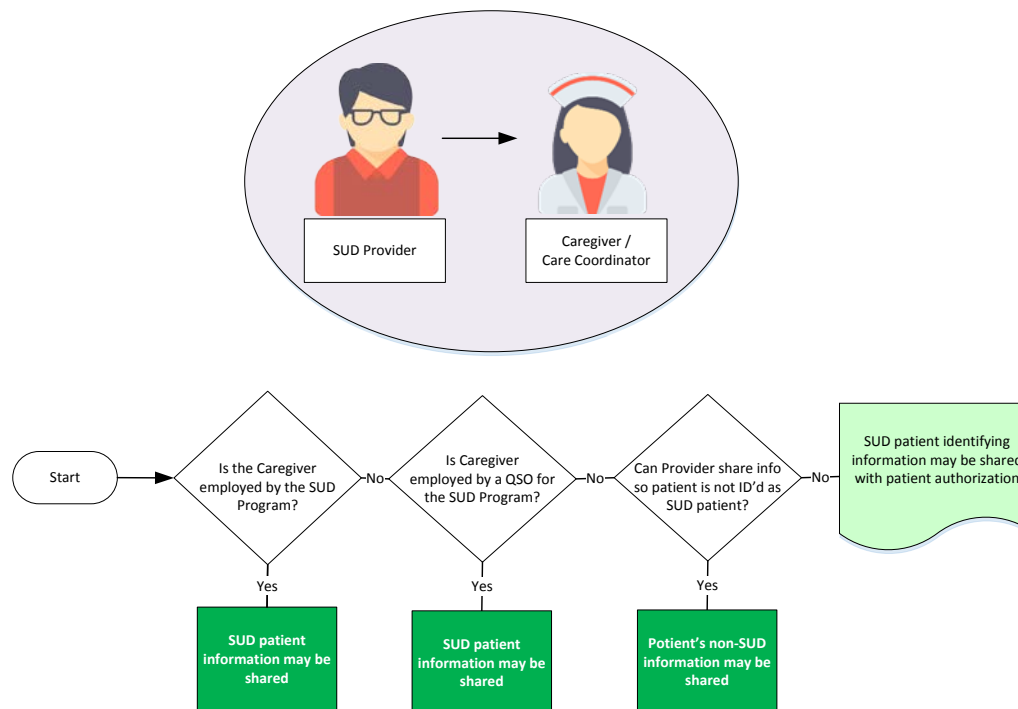 SUD Provider
Caregiver /
Care Coordinator
Start
Is the Caregiver
employed by the SUD
Program?
No
Is Caregiver
employed by a QSO for
the SUD Program?
No
Can Provider share info
so patient is not ID’d as
SUD patient?
No
SUD patient identifying
information may be shared
with patient authorization
Yes
Yes
Yes
SUD patient
information may be
shared
SUD patient
information may be
shared
Potient’s non-SUD
information may be
shared